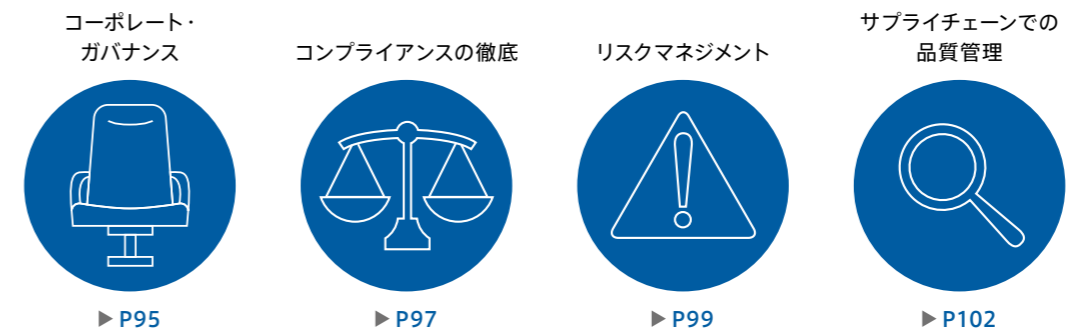 コーポレート・
ガバナンス
コンプライアンスの徹底
リスクマネジメント
サプライチェーンでの
品質管理
▶ P95
▶ P97
▶ P99
▶ P102